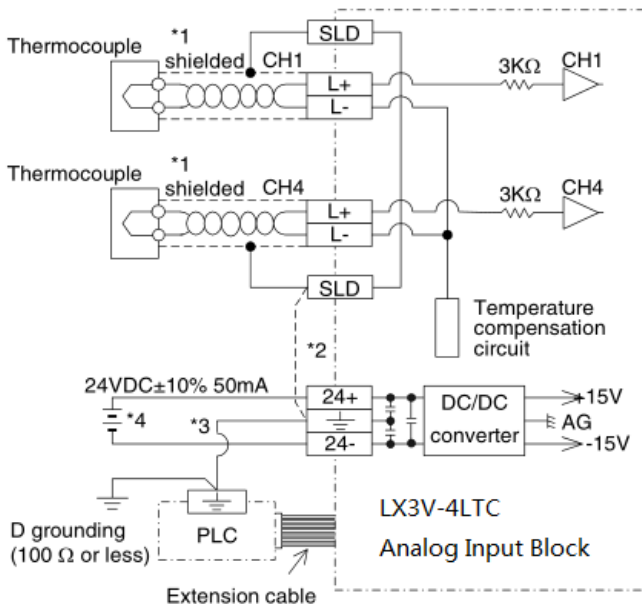 Thermocouple
*1
shielded
CH1
SLD
L+
L-
3KΩ
CH1
Thermocouple
*1
shielded
CH4
L+
L-
3KΩ
CH4
SLD
Temperature
compensation
circuit
*2
24VDC±10% 50mA
*4
*3
24+
24-
DC/DC
converter
+15V
AG
-15V
D grounding
(100 Ω or less)
PLC
Extension cable
LX3V-4LTC
Analog Input Block